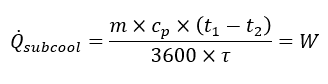 Q̇subcool = m × cp × (t1 − t2) / 3600 × τ = W